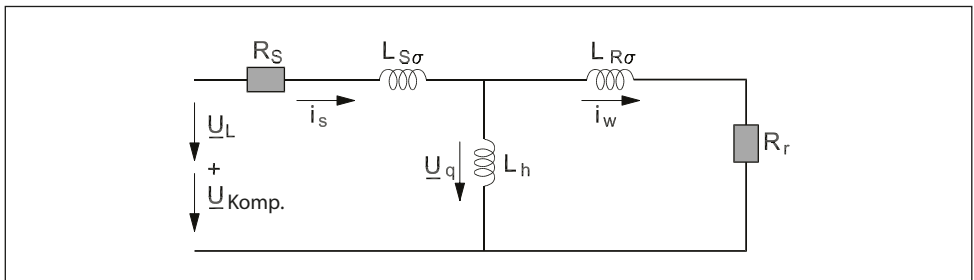 R_S
L_Sσ
L_Rσ
i_s
i_w
U_L
+
U_Komp.
U_q
L_h
R_r